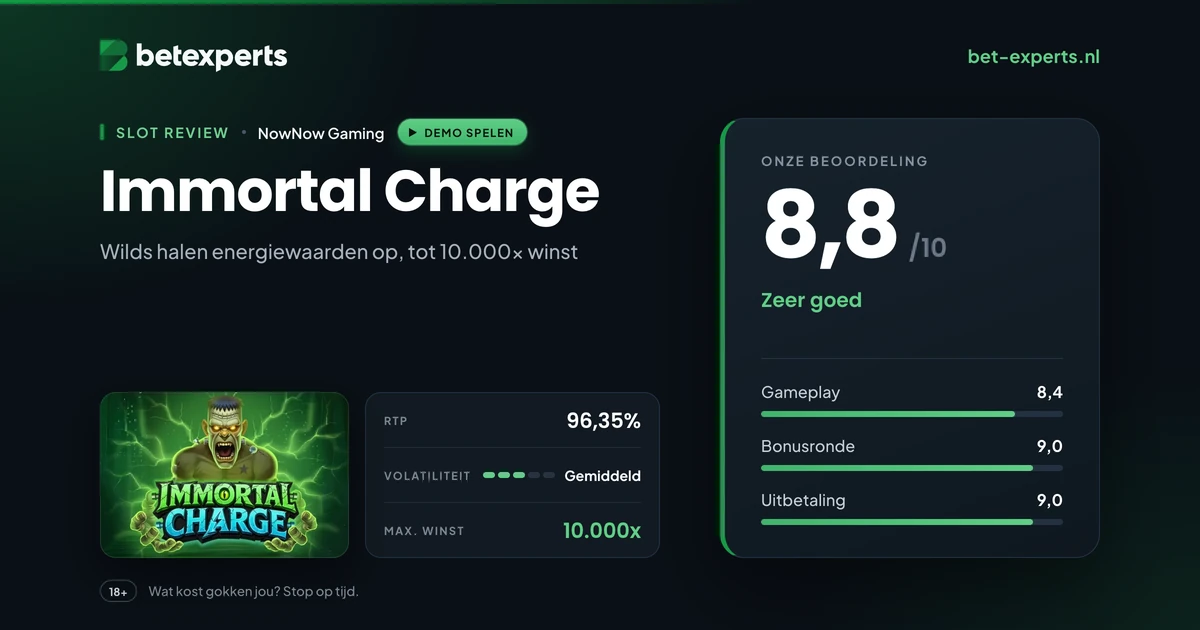 betexperts
bet-experts.nl
SLOT REVIEW • NowNow Gaming ▶ DEMO SPELEN
Immortal Charge
Wilds halen energiewaarden op, tot 10.000x winst
ONZE BEOORDELING
8,8 /10
Zeer goed
Gameplay 8,4
Bonusronde 9,0
Uitbetaling 9,0
IMMORTAL
CHARGE
RTP 96,35%
VOLATILITEIT Gemiddeld
MAX. WINST 10.000x
18+ Wat kost gokken jou? Stop op tijd.